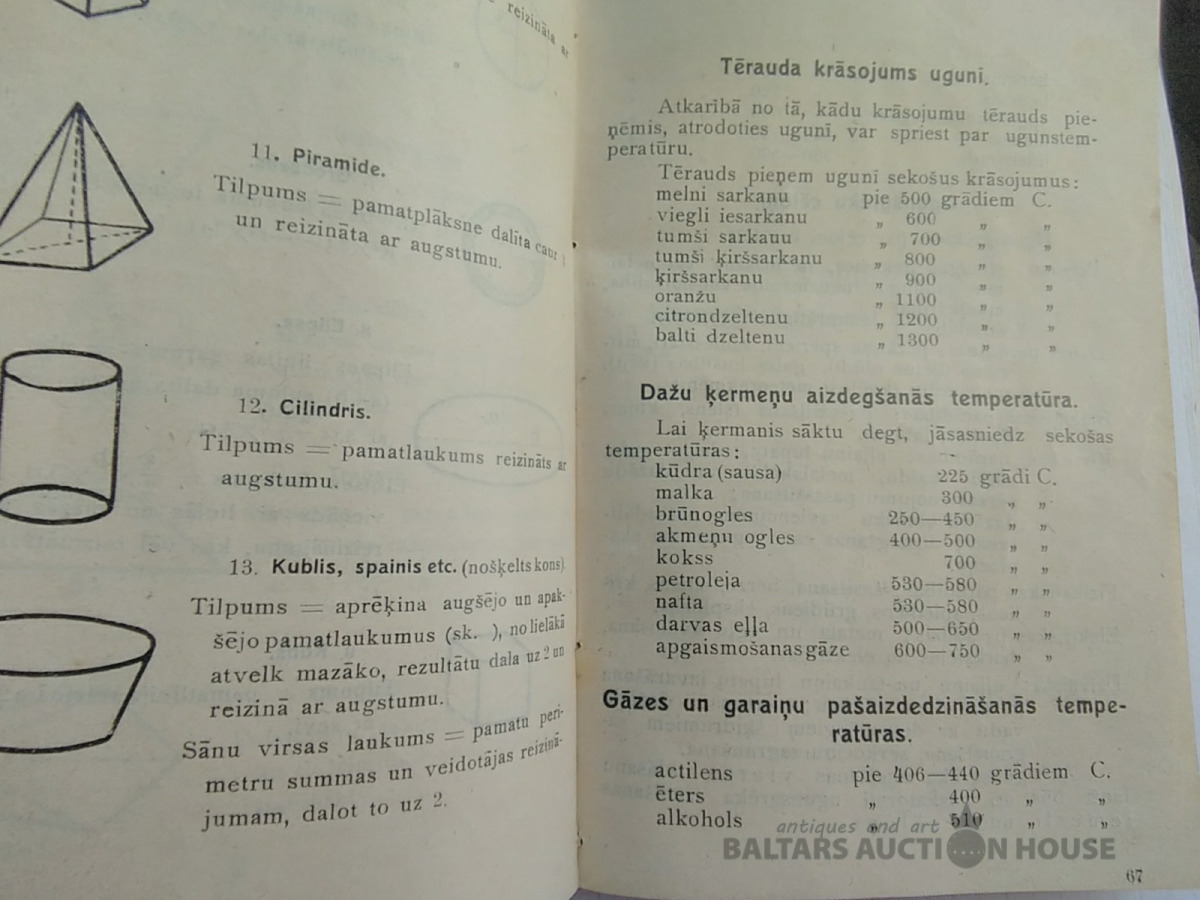 reizināta ar
11. Piramide.
Tilpums = pamatplāksne dalīta caur 3
un reizināta ar augstumu.
12. Cilindris.
Tilpums = pamatlaukums reizināts ar
augstumu.
13. Kublis, spainis etc. (nošķelts kons).
Tilpums = aprēķina augšējo un apak-
šējo pamatlaukumus (sk. ), no lielākā
atvelk mazāko, rezultātu dala uz 2 un
reizinā ar augstumu.
Sānu virsas laukums = pamatu peri-
metru summas un veidotājas reizinā-
jumam, dalot to uz 2.
Tērauda krāsojums ugunī.
Atkarībā no tā, kādu krāsojumu tērauds pie-
ņēmis, atrodoties ugunī, var spriest par ugunstem-
peratūru.
Tērauds pieņem ugunī sekošus krāsojumus:
melni sarkanu pie 500 grādiem C.
viegli iesarkanu „ 600 „ „
tumši sarkauu „ 700 „ „
tumši ķiršsarkanu „ 800 „ „
ķiršsarkanu „ 900 „ „
oranžu „ 1100 „ „
citrondzeltenu „ 1200 „ „
balti dzeltenu „ 1300 „ „
Dažu ķermeņu aizdegšanās temperatūra.
Lai ķermanis sāktu degt, jāsasniedz sekošas
temperatūras:
kūdra (sausa) 225 grādi C.
malka 300 „ „
brūnogles 250—450 „ „
akmeņu ogles 400—500 „ „
kokss 700 „ „
petroleja 530—580 „ „
nafta 530—580 „ „
darvas eļļa 500—650 „ „
apgaismošanas gāze 600—750 „ „
Gāzes un garaiņu pašaizdedzināšanās tempe-
ratūras.
actilens pie 406—440 grādiem C.
ēters „ 400 „ „
alkohols „ 510 „ „
antiques and art
BALTARS AUCTION HOUSE
67